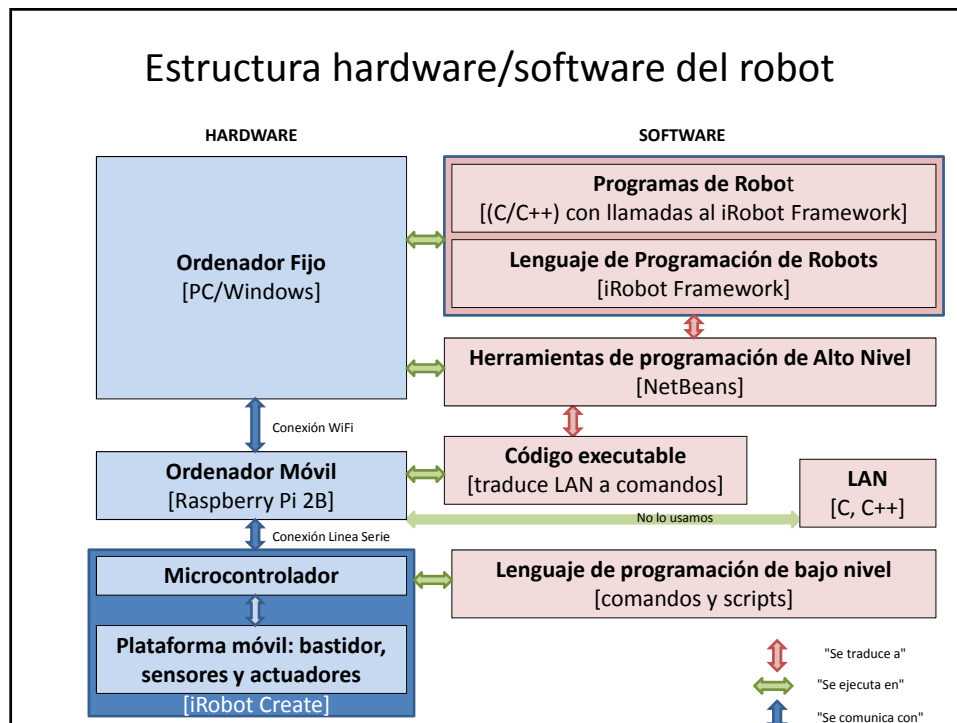 Estructura hardware/software del robot
HARDWARE
SOFTWARE
Ordenador Fijo
[PC/Windows]
Programas de Robot
[(C/C++) con llamadas al iRobot Framework]
Lenguaje de Programación de Robots
[iRobot Framework]
Herramientas de programación de Alto Nivel
[NetBeans]
Conexión WiFi
Ordenador Móvil
[Raspberry Pi 2B]
Código executable
[traduce LAN a comandos]
LAN
[C, C++]
No lo usamos
Conexión Linea Serie
Microcontrolador
Lenguaje de programación de bajo nivel
[comandos y scripts]
Plataforma móvil: bastidor,
sensores y actuadores
[iRobot Create]
"Se traduce a"
"Se ejecuta en"
"Se comunica con"